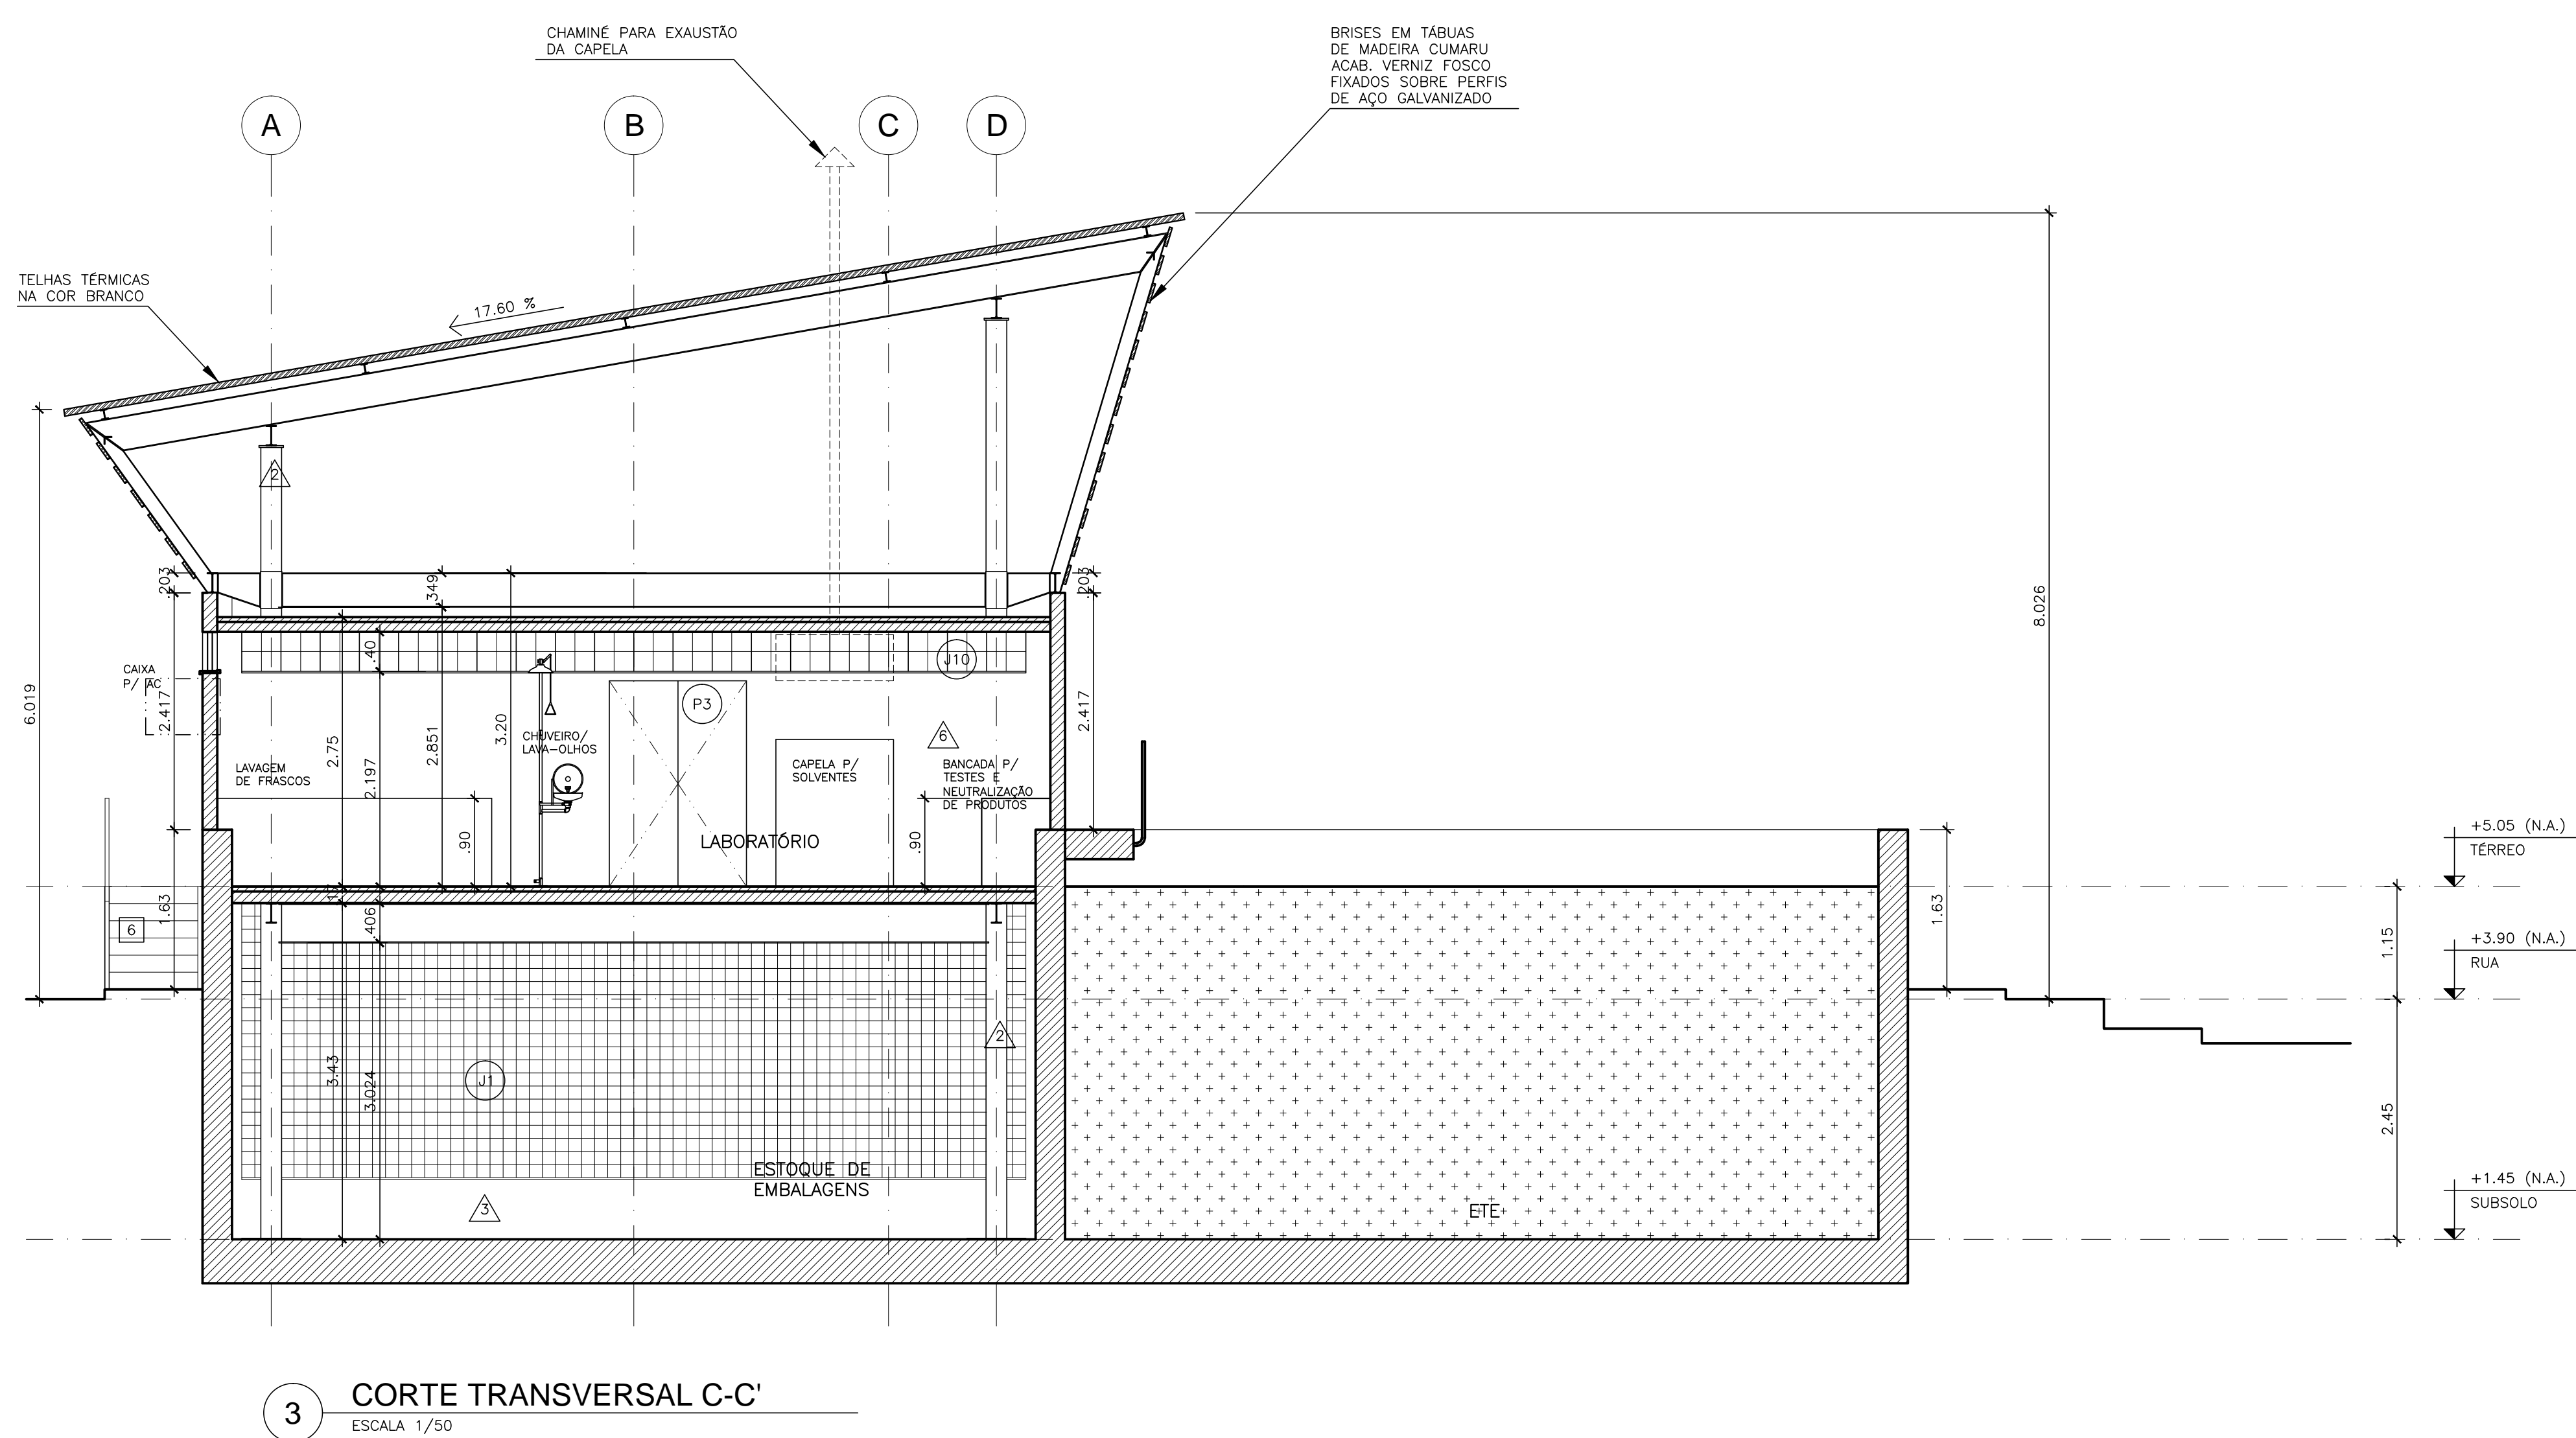 CHAMINÉ PARA EXAUSTÃO
DA CAPELA
BRISES EM TÁBUAS
DE MADEIRA CUMARU
ACAB. VERNIZ FOSCO
FIXADOS SOBRE PERFIS
DE AÇO GALVANIZADO
A
B
C
D
TELHAS TÉRMICAS
NA COR BRANCO
17.60 %
2
.203
.349
.203
8.026
.40
J10
CAIXA
P/ AC
6.019
2.417
P3
2.417
3.20
2.75
2.851
2.197
CHUVEIRO/
LAVA-OLHOS
6
LAVAGEM
DE FRASCOS
CAPELA P/
SOLVENTES
BANCADA P/
TESTES E
NEUTRALIZAÇÃO
DE PRODUTOS
.90
LABORATÓRIO
.90
+5.05 (N.A.)
TÉRREO
1.63
6
.406
1.63
1.15
+3.90 (N.A.)
RUA
2
3.43
3.024
J1
2.45
ESTOQUE DE
EMBALAGENS
3
ETE
+1.45 (N.A.)
SUBSOLO
3
CORTE TRANSVERSAL C-C'
ESCALA 1/50